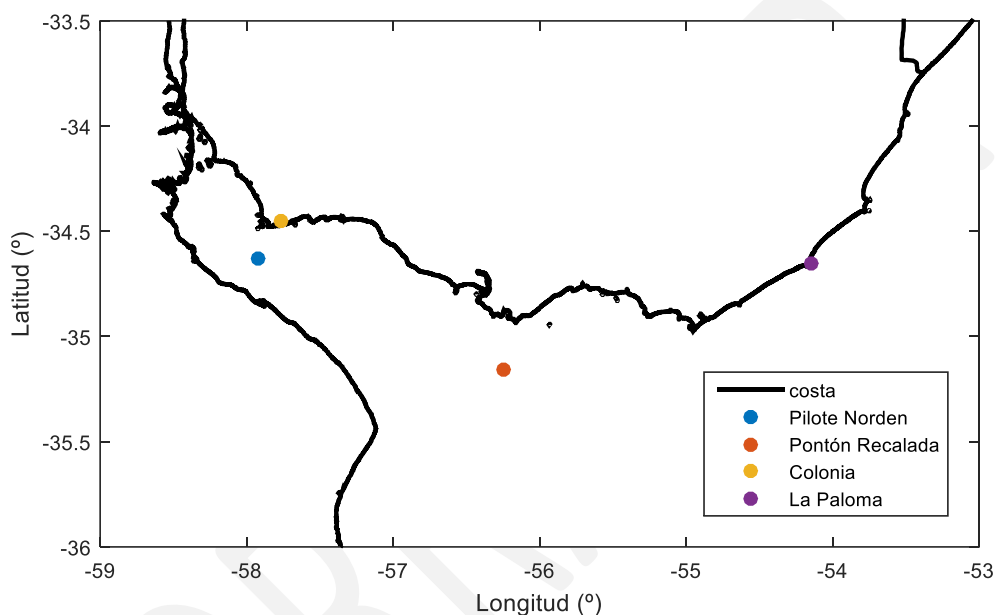 -33.5
-34
-34.5
-35
-35.5
-36
Latitud (º)
costa
Pilote Norden
Pontón Recalada
Colonia
La Paloma
-59 -58 -57 -56 -55 -54 -53
Longitud (º)